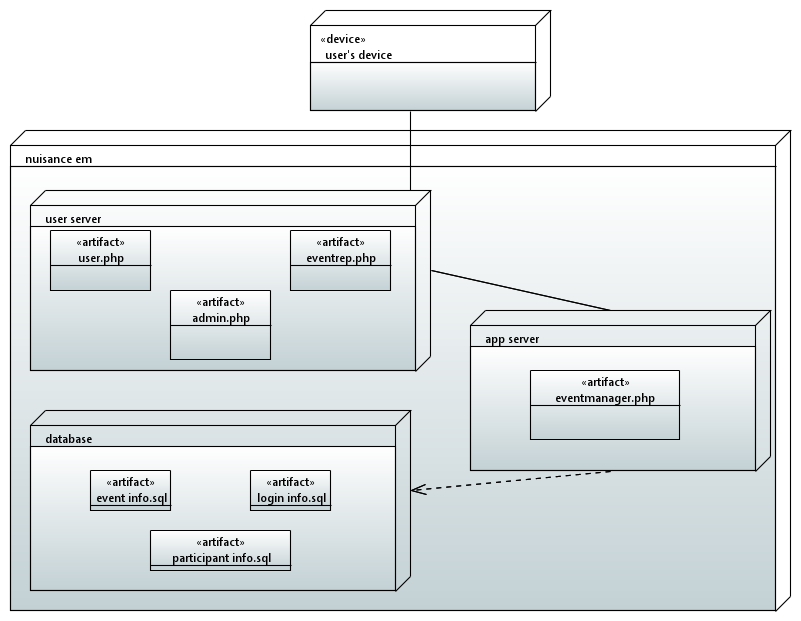 «device»
user's device
nuisance em
user server
«artifact»
user.php
«artifact»
eventrep.php
«artifact»
admin.php
app server
«artifact»
eventmanager.php
database
«artifact»
event info.sql
«artifact»
login info.sql
«artifact»
participant info.sql